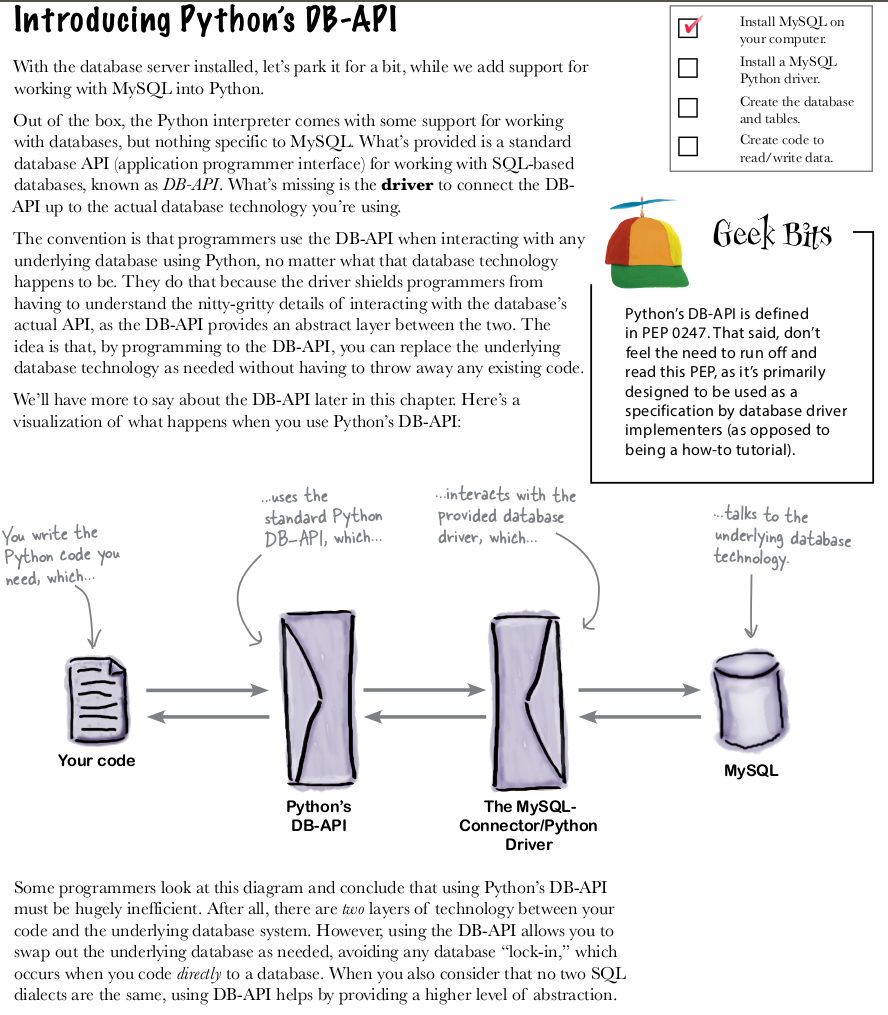 Introducing Python's DB-API
Install MySQL on
your computer.
Install a MySQL
Python driver.
Create the database
and tables.
Create code to
read/write data.
With the database server installed, let's park it for a bit, while we add support for
working with MySQL into Python.
Out of the box, the Python interpreter comes with some support for working
with databases, but nothing specific to MySQL. What's provided is a standard
database API (application programmer interface) for working with SQL-based
databases, known as DB-API. What's missing is the driver to connect the DB-
API up to the actual database technology you're using.
The convention is that programmers use the DB-API when interacting with any
underlying database using Python, no matter what that database technology
happens to be. They do that because the driver shields programmers from
having to understand the nitty-gritty details of interacting with the database's
actual API, as the DB-API provides an abstract layer between the two. The
idea is that, by programming to the DB-API, you can replace the underlying
database technology as needed without having to throw away any existing code.
We'll have more to say about the DB-API later in this chapter. Here's a
visualization of what happens when you use Python's DB-API:
Geek Bits
Python's DB-API is defined
in PEP 0247. That said, don't
feel the need to run off and
read this PEP, as it's primarily
designed to be used as a
specification by database driver
implementers (as opposed to
being a how-to tutorial).
You write the
Python code you
need, which...
...uses the
standard Python
DB-API, which...
...interacts with the
provided database
driver, which...
...talks to the
underlying database
technology.
Your code
Python's
DB-API
The MySQL-
Connector/Python
Driver
MySQL
Some programmers look at this diagram and conclude that using Python's DB-API
must be hugely inefficient. After all, there are two layers of technology between your
code and the underlying database system. However, using the DB-API allows you to
swap out the underlying database as needed, avoiding any database "lock-in," which
occurs when you code directly to a database. When you also consider that no two SQL
dialects are the same, using DB-API helps by providing a higher level of abstraction.